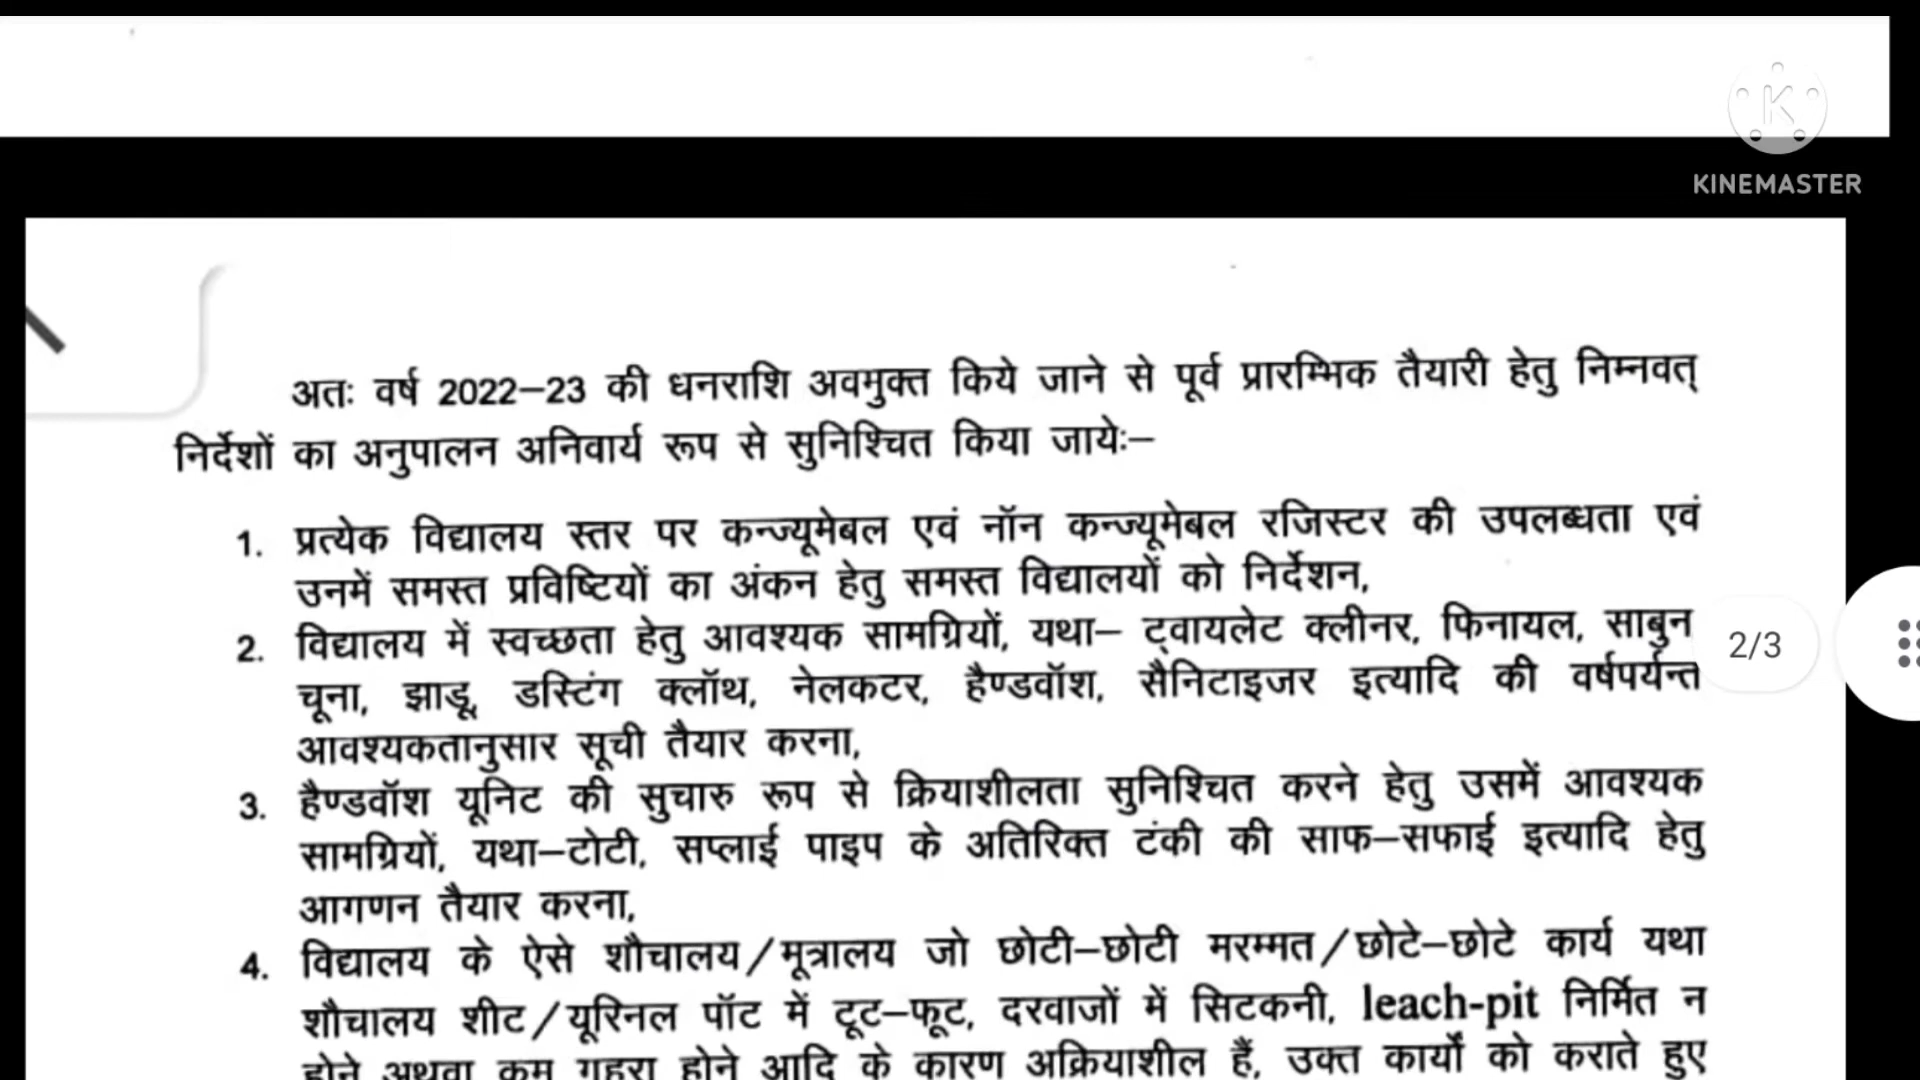 KINEMASTER
अतः वर्ष 2022–23 की धनराशि अवमुक्त किये जाने से पूर्व प्रारम्भिक तैयारी हेतु निम्नवत्
निर्देशों का अनुपालन अनिवार्य रूप से सुनिश्चित किया जायेः–
1. प्रत्येक विद्यालय स्तर पर कन्ज्यूमेबल एवं नॉन कन्ज्यूमेबल रजिस्टर की उपलब्धता एवं
उनमें समस्त प्रविष्टियों का अंकन हेतु समस्त विद्यालयों को निर्देशन,
2. विद्यालय में स्वच्छता हेतु आवश्यक सामग्रियों, यथा– ट्वायलेट क्लीनर, फिनायल, साबुन
चूना, झाडू, डस्टिंग क्लॉथ, नेलकटर, हैण्डवॉश, सैनिटाइजर इत्यादि की वर्षपर्यन्त
आवश्यकतानुसार सूची तैयार करना,
2/3
3. हैण्डवॉश यूनिट की सुचारु रूप से क्रियाशीलता सुनिश्चित करने हेतु उसमें आवश्यक
सामग्रियों, यथा–टोटी, सप्लाई पाइप के अतिरिक्त टंकी की साफ–सफाई इत्यादि हेतु
आगणन तैयार करना,
4. विद्यालय के ऐसे शौचालय/मूत्रालय जो छोटी–छोटी मरम्मत/छोटे–छोटे कार्य यथा
शौचालय शीट/यूरिनल पॉट में टूट–फूट, दरवाजों में सिटकनी, leach-pit निर्मित न
होने अथवा कम गहरा होने आदि के कारण अक्रियाशील हैं, उक्त कार्यों को कराते हुए